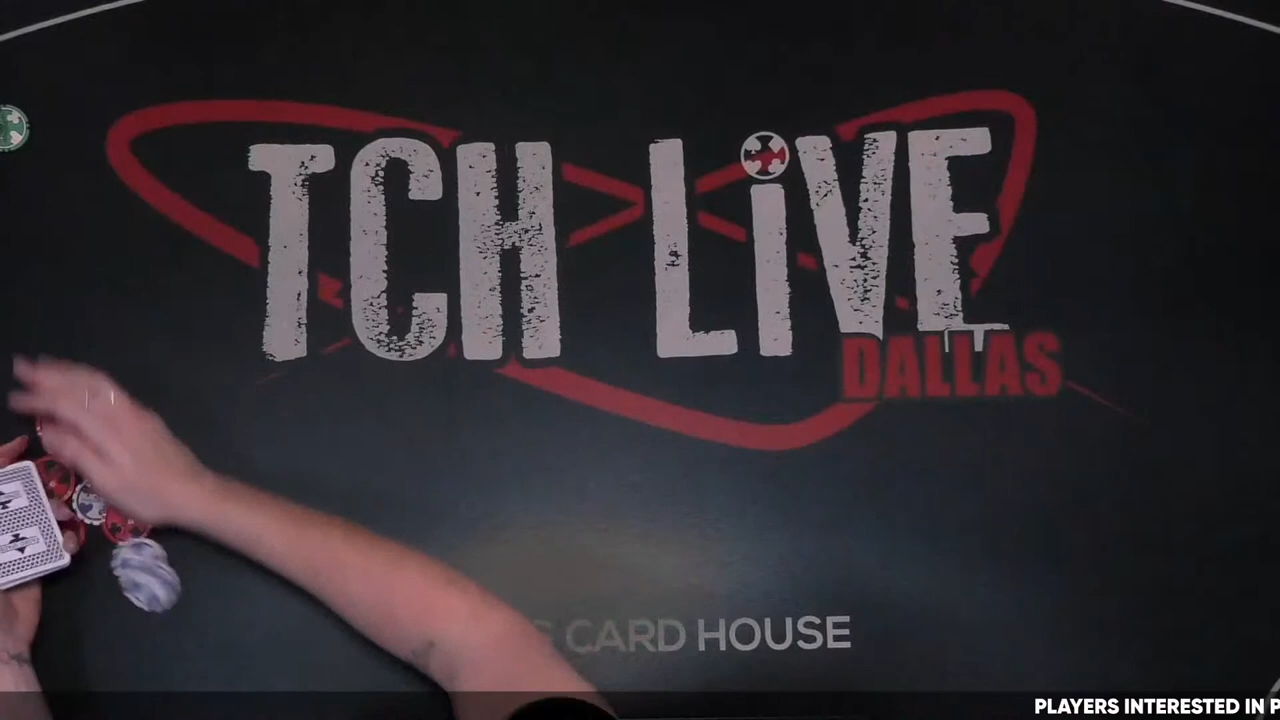 TCH LiVE
DALLAS
CARD HOUSE
PLAYERS INTERESTED IN